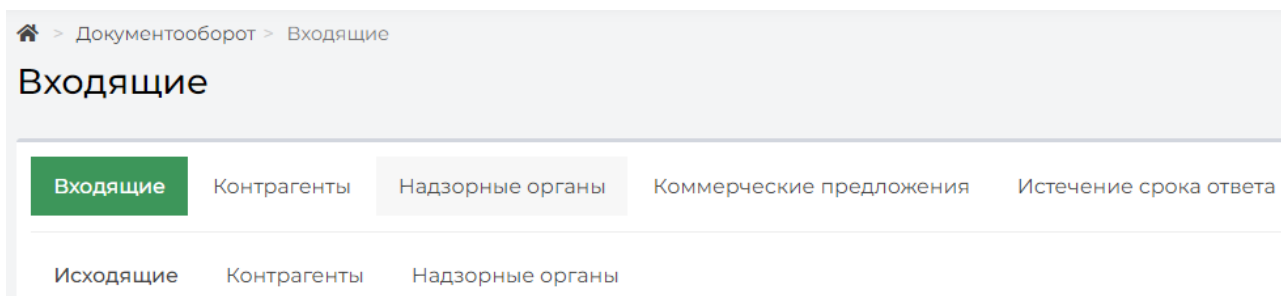 > Документооборот > Входящие
Входящие
Входящие Контрагенты Надзорные органы Коммерческие предложения Истечение срока ответа
Исходящие Контрагенты Надзорные органы